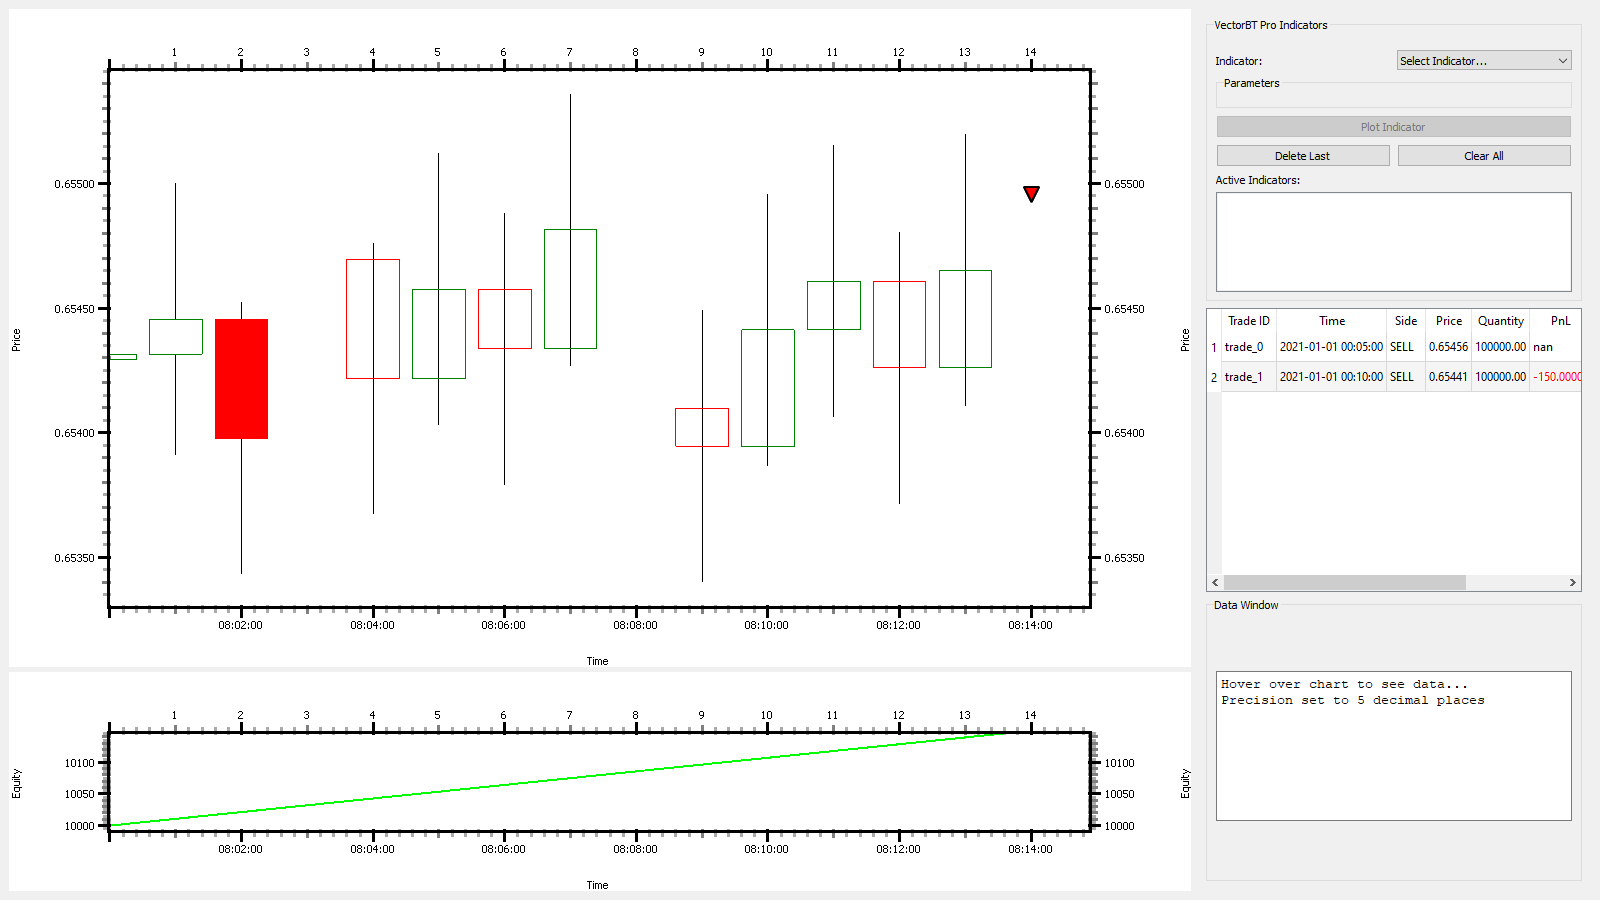 1 2 3 4 5 6 7 8 9 10 11 12 13 14
0.65500 0.65500
0.65450 0.65450
Price Price
0.65400 0.65400
0.65350 0.65350
08:02:00 08:04:00 08:06:00 08:08:00 08:10:00 08:12:00 08:14:00
Time
1 2 3 4 5 6 7 8 9 10 11 12 13 14
10100 10100
Equity Equity
10050 10050
10000 10000
08:02:00 08:04:00 08:06:00 08:08:00 08:10:00 08:12:00 08:14:00
Time
VectorBT Pro Indicators
Indicator: Select Indicator...
Parameters
Plot Indicator
Delete Last Clear All
Active Indicators:
Trade ID Time Side Price Quantity PnL
1 trade_0 2021-01-01 00:05:00 SELL 0.65456 100000.00 nan
2 trade_1 2021-01-01 00:10:00 SELL 0.65441 100000.00 -150.0000
Data Window
Hover over chart to see data...
Precision set to 5 decimal places